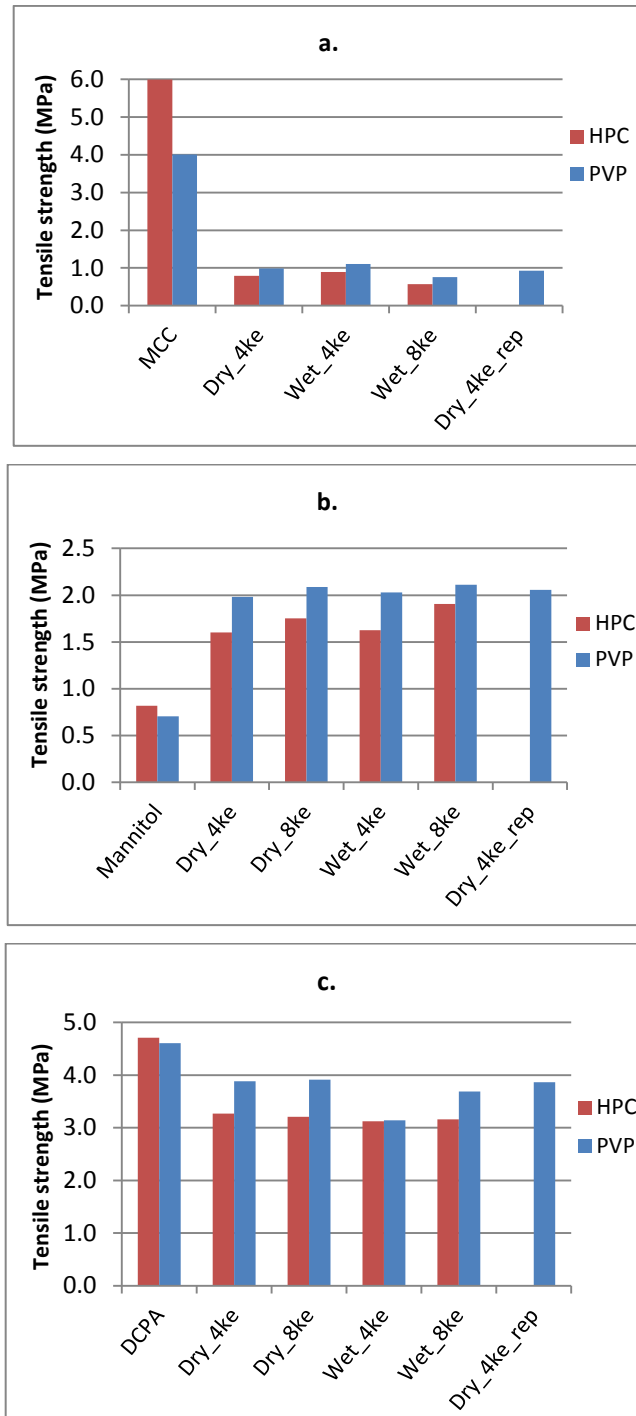 a.
Tensile strength (MPa)
6.0
5.0
4.0
3.0
2.0
1.0
0.0
HPC
PVP
MCC
Dry_4ke
Wet_4ke
Wet_8ke
Dry_4ke_rep
b.
Tensile strength (MPa)
2.5
2.0
1.5
1.0
0.5
0.0
HPC
PVP
Mannitol
Dry_4ke
Dry_8ke
Wet_4ke
Wet_8ke
Dry_4ke_rep
c.
Tensile strength (MPa)
5.0
4.0
3.0
2.0
1.0
0.0
HPC
PVP
DCPA
Dry_4ke
Dry_8ke
Wet_4ke
Wet_8ke
Dry_4ke_rep